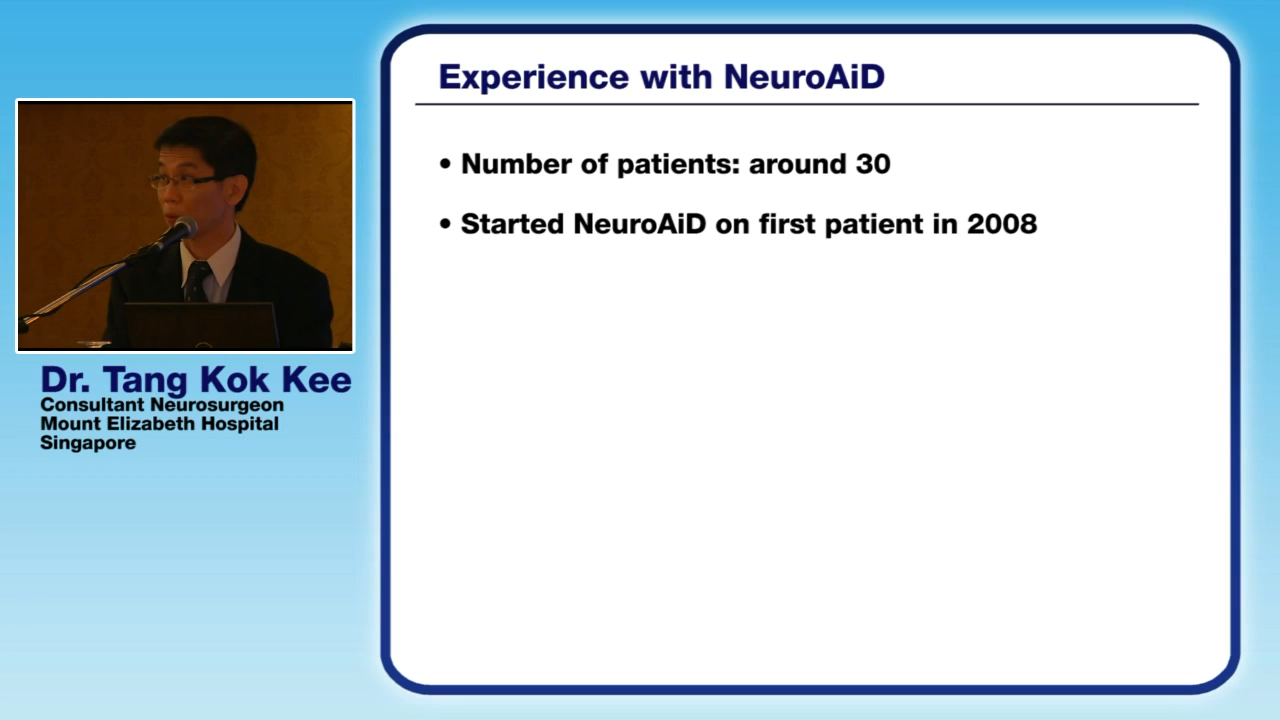 Experience with NeuroAiD
• Number of patients: around 30
• Started NeuroAiD on first patient in 2008
Dr. Tang Kok Kee
Consultant Neurosurgeon
Mount Elizabeth Hospital
Singapore